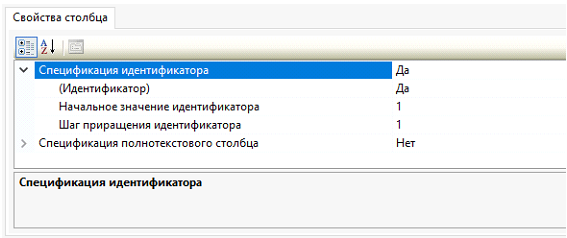 Свойства столбца
Спецификация идентификатора Да
(Идентификатор) Да
Начальное значение идентификатора 1
Шаг приращения идентификатора 1
Спецификация полнотекстового столбца Нет
Спецификация идентификатора